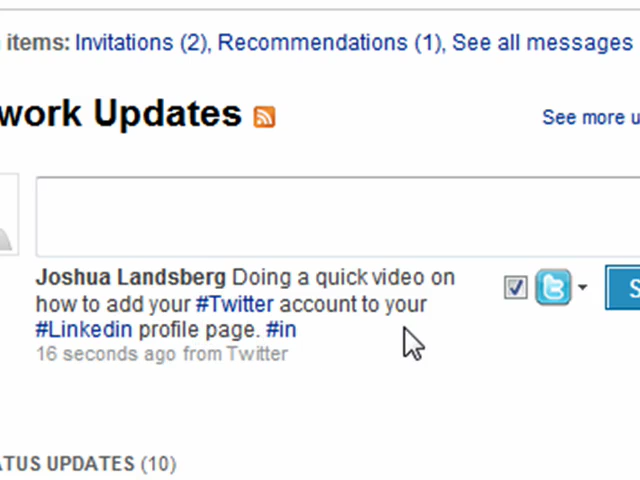 items: Invitations (2), Recommendations (1), See all messages
work Updates
See more u
Joshua Landsberg Doing a quick video on
how to add your #Twitter account to your
#Linkedin profile page. #in
16 seconds ago from Twitter
S
ATUS UPDATES (10)